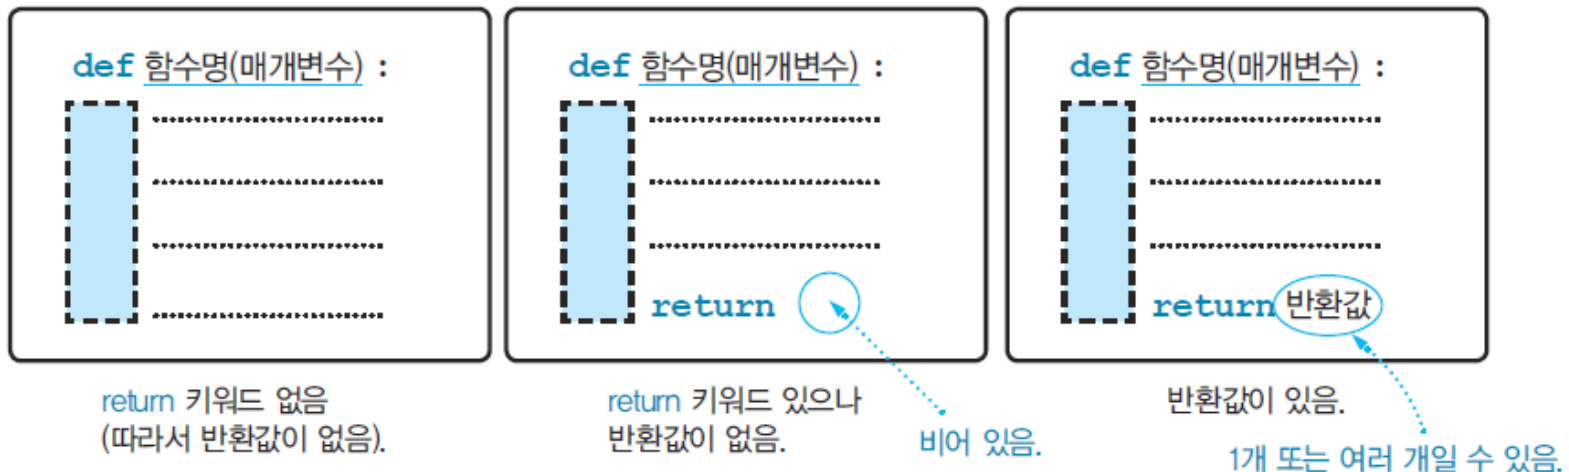 def 함수명(매개변수) :
return 키워드 없음
(따라서 반환값이 없음).
def 함수명(매개변수) :
return
return 키워드 있으나
반환값이 없음.
비어 있음.
def 함수명(매개변수) :
return 반환값
반환값이 있음.
1개 또는 여러 개일 수 있음.